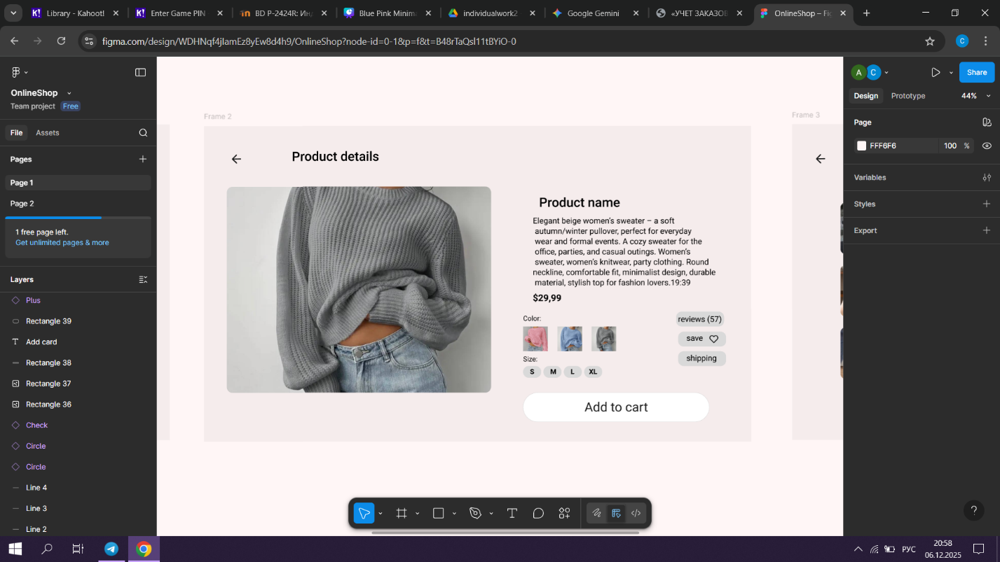 Library - Kahoot!
Enter Game PIN
BD P-2424R: Ин
Blue Pink Minima
individualwork2
Google Gemini
«УЧЕТ ЗАКАЗОВ
OnlineShop – Fig
figma.com/design/WDHNqf4jIamEz8yEw8d4h9/OnlineShop?node-id=0-1&p=f&t=B48rTaQsl11tBYiO-0
C
OnlineShop
Team project Free
File Assets
Pages
Page 1
Page 2
1 free page left.
Get unlimited pages & more
Layers
Plus
Rectangle 39
Add card
Rectangle 38
Rectangle 37
Rectangle 36
Check
Circle
Circle
Line 4
Line 3
Line 2
Frame 2
Product details
Product name
Elegant beige women's sweater – a soft
autumn/winter pullover, perfect for everyday
wear and formal events. A cozy sweater for the
office, parties, and casual outings. Women's
sweater, women's knitwear, party clothing. Round
neckline, comfortable fit, minimalist design, durable
material, stylish top for fashion lovers.19:39
$29,99
Color:
reviews (57)
save
shipping
Size:
S M L XL
Add to cart
Frame 3
A C
Share
Design Prototype 44%
Page
FFF6F6 100 %
Variables
Styles
Export
?
РУС
20:58
06.12.2025